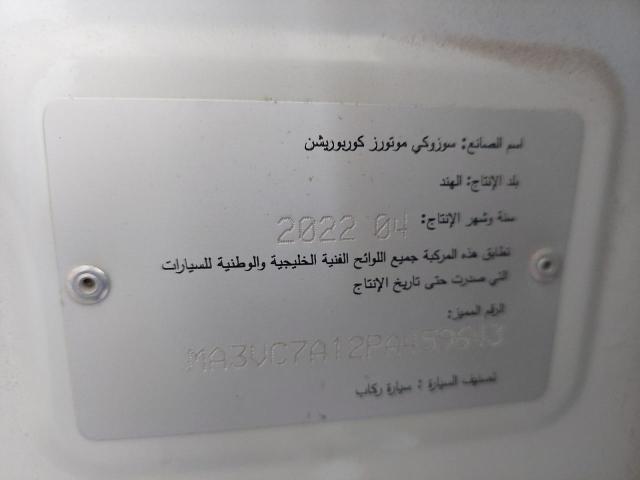 اسم الصانع: سوزوكي موتورز كوربوريشن
بلد الإنتاج: الهند
سنة وشهر الإنتاج: 2022 04
تطابق هذه المركبة جميع اللوائح الفنية الخليجية والوطنية للسيارات
التي صدرت حتى تاريخ الإنتاج
الرقم المميز:
تصنيف السيارة : سيارة ركاب